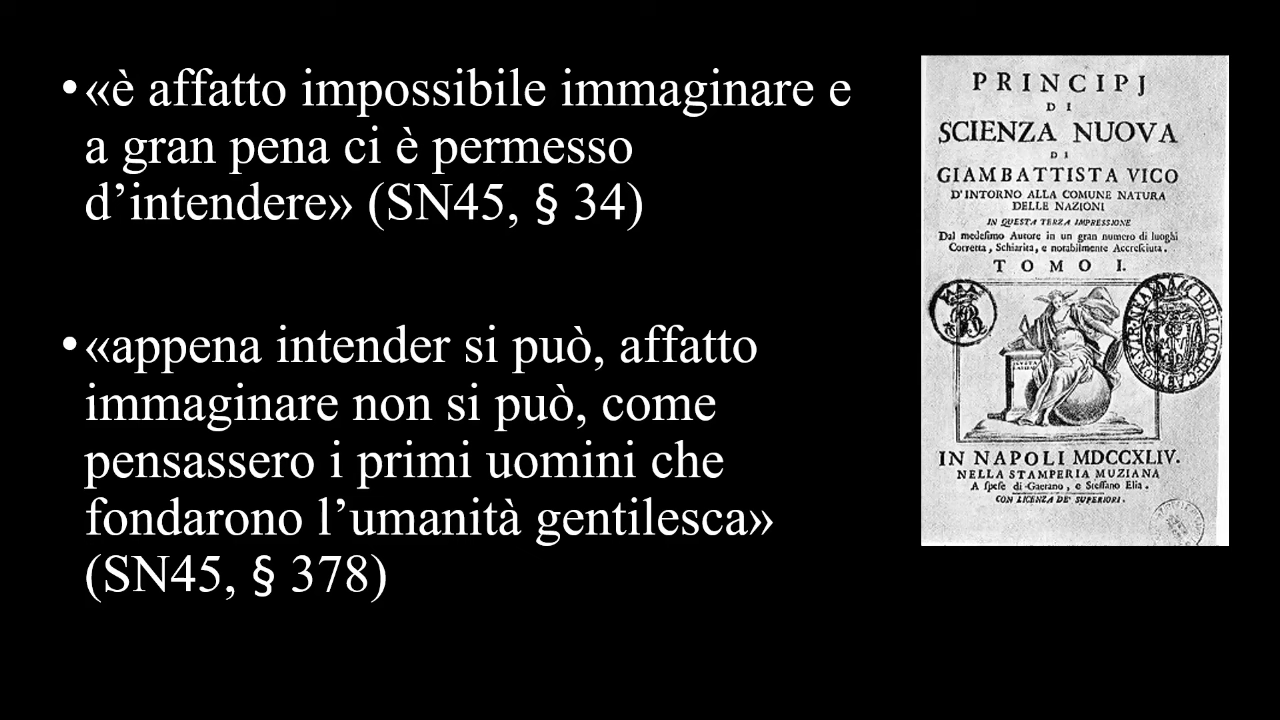 • «è affatto impossibile immaginare e
a gran pena ci è permesso
d’intendere» (SN45, § 34)
• «appena intender si può, affatto
immaginare non si può, come
pensassero i primi uomini che
fondarono l’umanità gentilesca»
(SN45, § 378)
PRINCIPJ
DI
SCIENZA NUOVA
DI
GIAMBATTISTA VICO
D'INTORNO ALLA COMUNE NATURA
DELLE NAZIONI
IN QUESTA TERZA IMPRESSIONE
Dal medesimo Autore in un gran numero di luoghi
Corretta, Schiarita, e notabilmente Accresciuta.
TOMO I.
IN NAPOLI MDCCXLIV.
NELLA STAMPERIA MUZIANA
A spese di Gaetano, e Steffano Elia.
CON LICENZA DE' SUPERIORI.